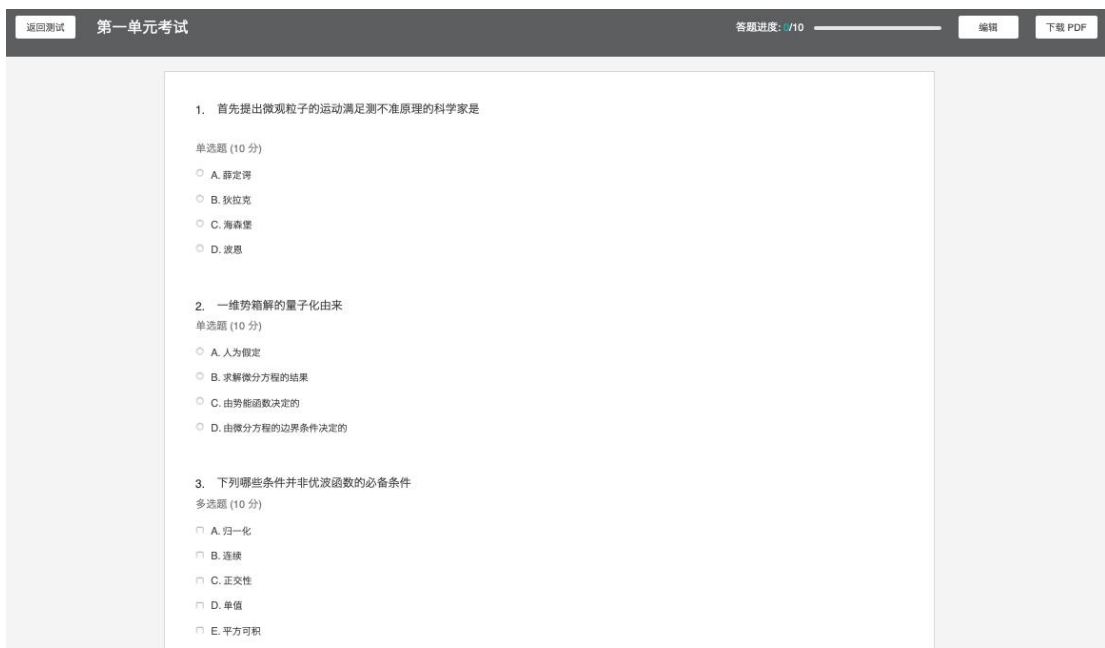 返回测试 第一单元考试 答题进度: 0/10 编辑 下载 PDF
1. 首先提出微观粒子的运动满足测不准原理的科学家是
单选题 (10 分)
A. 薛定谔
B. 狄拉克
C. 海森堡
D. 波恩
2. 一维势箱解的量子化由来
单选题 (10 分)
A. 人为假定
B. 求解微分方程的结果
C. 由势能函数决定的
D. 由微分方程的边界条件决定的
3. 下列哪些条件并非优波函数的必备条件
多选题 (10 分)
A. 归一化
B. 连续
C. 正交性
D. 单值
E. 平方可积